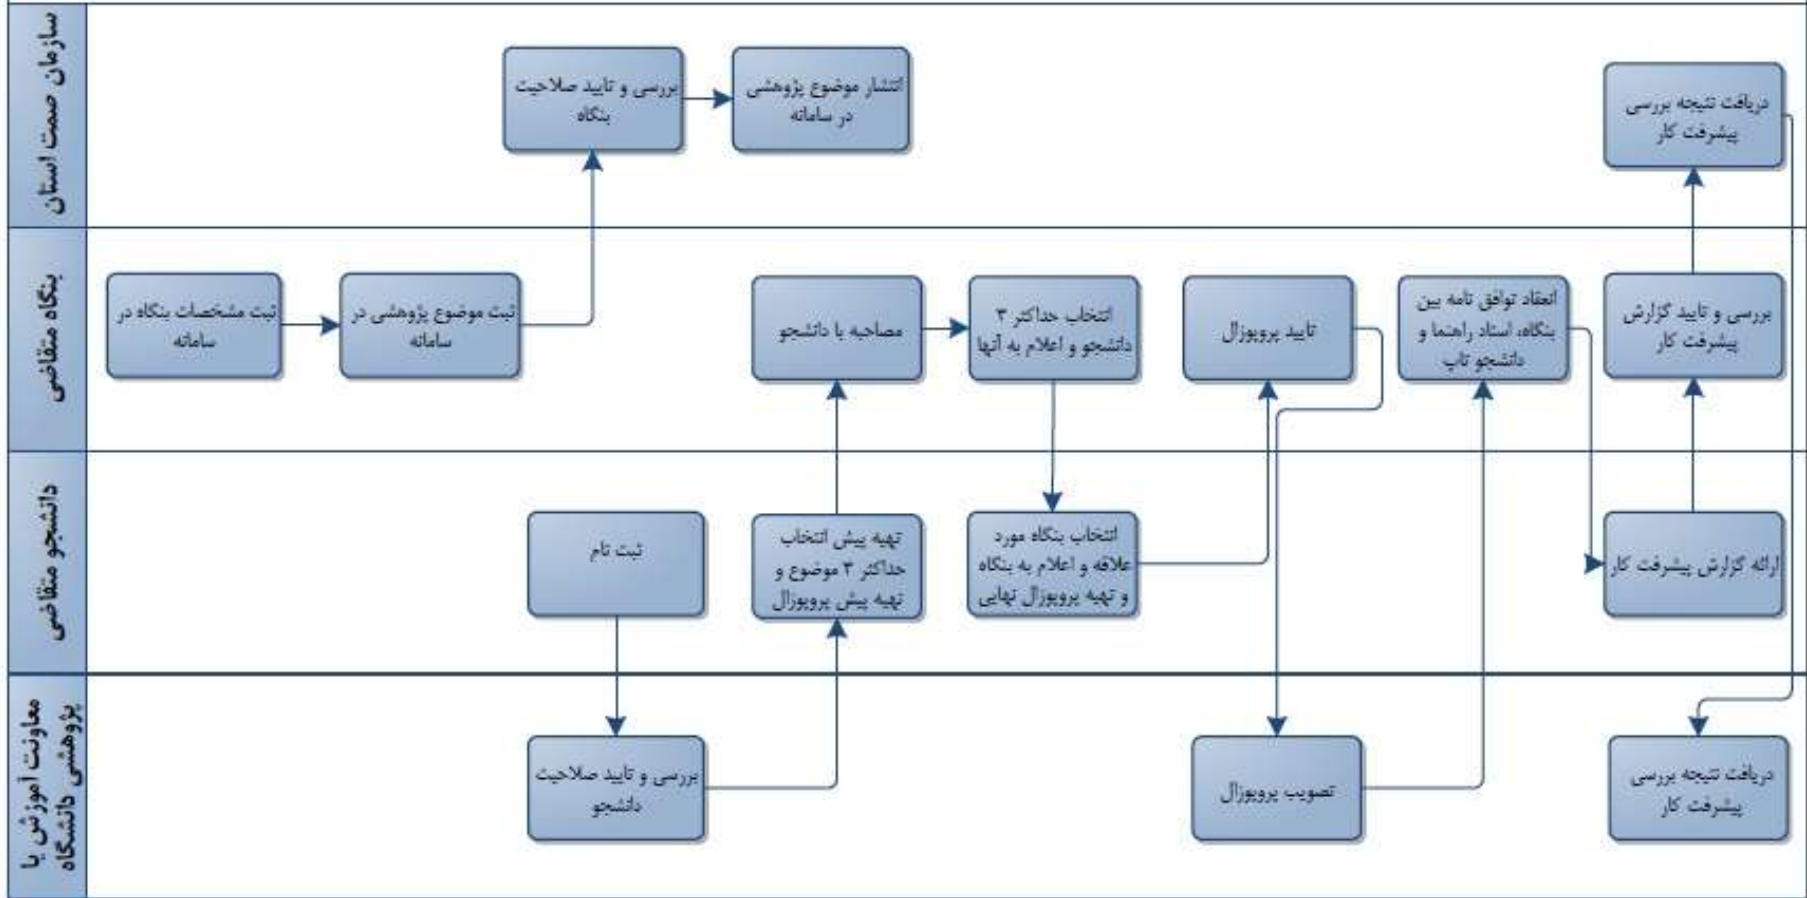 سازمان صمت استان
بررسی و تایید صلاحیت
بنگاه
انتشار موضوع پژوهشی
در سامانه
دریافت نتیجه بررسی
پیشرفت کار
بنگاه متقاضی
ثبت مشخصات بنگاه در
سامانه
ثبت موضوع پژوهشی در
سامانه
مصاحبه با دانشجو
انتخاب حداکثر ۳
دانشجو و اعلام به آنها
تایید پروپوزال
انعقاد توافق نامه بین
بنگاه، استاد راهنما و
دانشجو تاپ
بررسی و تایید گزارش
پیشرفت کار
دانشجو متقاضی
ثبت نام
تهیه پیش انتخاب
حداکثر ۳ موضوع و
تهیه پیش پروپوزال
انتخاب بنگاه مورد
علاقه و اعلام به بنگاه
و تهیه پروپوزال نهایی
ارائه گزارش پیشرفت کار
معاونت آموزش یا
پژوهشی دانشگاه
بررسی و تایید صلاحیت
دانشجو
تصویب پروپوزال
دریافت نتیجه بررسی
پیشرفت کار